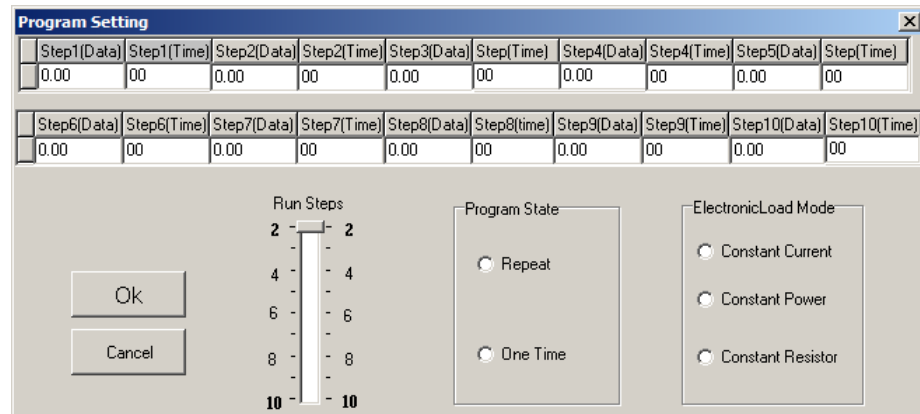 Program Setting
Step1(Data) Step1(Time) Step2(Data) Step2(Time) Step3(Data) Step(Time) Step4(Data) Step4(Time) Step5(Data) Step(Time)
0.00 00 0.00 00 0.00 00 0.00 00 0.00 00
Step6(Data) Step6(Time) Step7(Data) Step7(Time) Step8(Data) Step8(time) Step9(Data) Step9(Time) Step10(Data) Step10(Time)
0.00 00 0.00 00 0.00 00 0.00 00 0.00 00
Run Steps
2 2
4 4
6 6
8 8
10 10
Ok
Cancel
Program State
Repeat
One Time
ElectronicLoad Mode
Constant Current
Constant Power
Constant Resistor